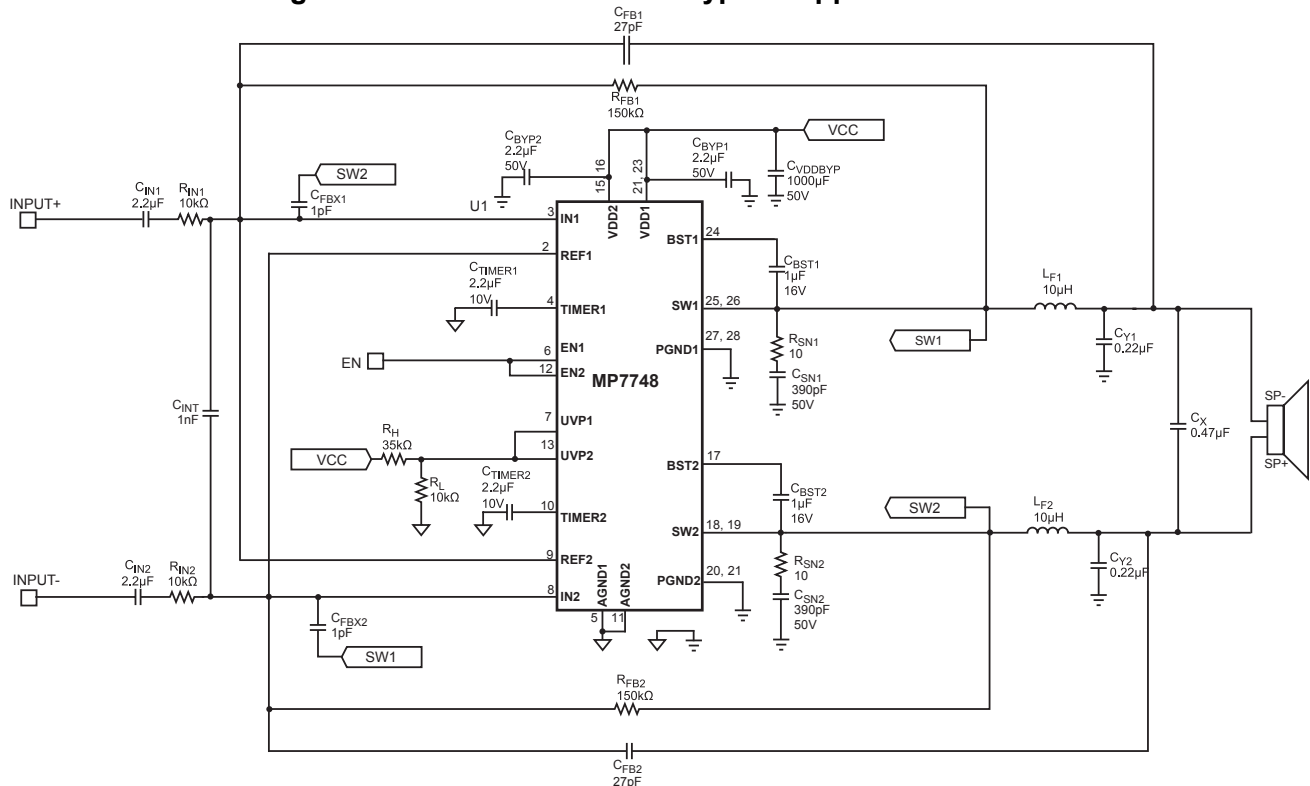 CFB1
27pF
RFB1
150kΩ
CBYP2
2.2µF
50V
15, 16
VDD2
21, 23
VDD1
CBYP1
2.2µF
50V
VCC
CVDDBYP
1000µF
50V
SW2
CFBX1
1pF
INPUT+
CIN1
2.2µF
RIN1
10kΩ
U1
3
IN1
2
REF1
CTIMER1
2.2µF
10V
4
TIMER1
EN
6
EN1
12
EN2
MP7748
CINT
1nF
7
UVP1
13
UVP2
VCC
RH
35kΩ
RL
10kΩ
CTIMER2
2.2µF
10V
10
TIMER2
9
REF2
INPUT-
CIN2
2.2µF
RIN2
10kΩ
8
IN2
5
AGND1
11
AGND2
CFBX2
1pF
SW1
BST1
24
CBST1
1µF
16V
SW1
25, 26
PGND1
27, 28
RSN1
10
CSN1
390pF
50V
SW1
LF1
10µH
CY1
0.22µF
CX
0.47µF
SP-
SP+
BST2
17
CBST2
1µF
16V
SW2
18, 19
SW2
LF2
10µH
PGND2
20, 21
RSN2
10
CSN2
390pF
50V
CY2
0.22µF
RFB2
150kΩ
CFB2
27pF